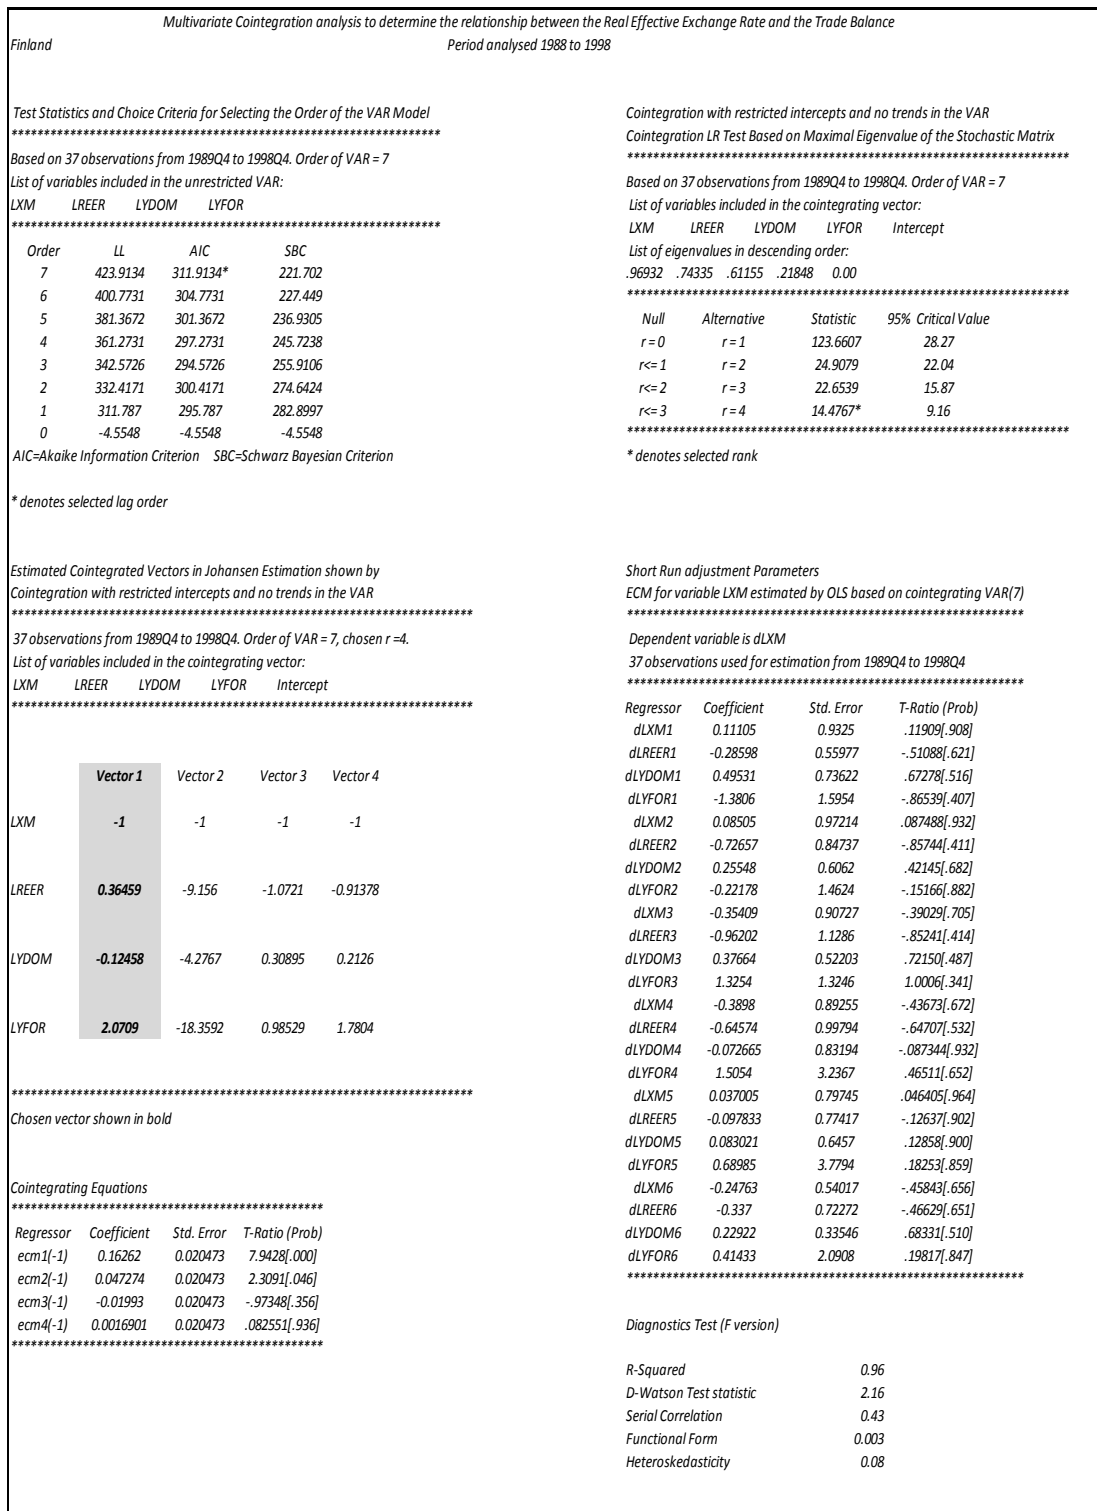 Multivariate Cointegration analysis to determine the relationship between the Real Effective Exchange Rate and the Trade Balance
Finland Period analysed 1988 to 1998
Test Statistics and Choice Criteria for Selecting the Order of the VAR Model
******************************************************************
Based on 37 observations from 1989Q4 to 1998Q4. Order of VAR = 7
List of variables included in the unrestricted VAR:
LXM LREER LYDOM LYFOR
******************************************************************
Order LL AIC SBC
7 423.9134 311.9134* 221.702
6 400.7731 304.7731 227.449
5 381.3672 301.3672 236.9305
4 361.2731 297.2731 245.7238
3 342.5726 294.5726 255.9106
2 332.4171 300.4171 274.6424
1 311.787 295.787 282.8997
0 -4.5548 -4.5548 -4.5548
AIC=Akaike Information Criterion SBC=Schwarz Bayesian Criterion
* denotes selected lag order
Cointegration with restricted intercepts and no trends in the VAR
Cointegration LR Test Based on Maximal Eigenvalue of the Stochastic Matrix
********************************************************************
Based on 37 observations from 1989Q4 to 1998Q4. Order of VAR = 7
List of variables included in the cointegrating vector:
LXM LREER LYDOM LYFOR Intercept
List of eigenvalues in descending order:
.96932 .74335 .61155 .21848 0.00
********************************************************************
Null Alternative Statistic 95% Critical Value
r = 0 r = 1 123.6607 28.27
r<= 1 r = 2 24.9079 22.04
r<= 2 r = 3 22.6539 15.87
r<= 3 r = 4 14.4767* 9.16
********************************************************************
* denotes selected rank
Estimated Cointegrated Vectors in Johansen Estimation shown by
Cointegration with restricted intercepts and no trends in the VAR
***********************************************************************
37 observations from 1989Q4 to 1998Q4. Order of VAR = 7, chosen r =4.
List of variables included in the cointegrating vector:
LXM LREER LYDOM LYFOR Intercept
***********************************************************************
Vector 1 Vector 2 Vector 3 Vector 4
LXM -1 -1 -1 -1
LREER 0.36459 -9.156 -1.0721 -0.91378
LYDOM -0.12458 -4.2767 0.30895 0.2126
LYFOR 2.0709 -18.3592 0.98529 1.7804
***********************************************************************
Chosen vector shown in bold
Cointegrating Equations
************************************************
Regressor Coefficient Std. Error T-Ratio (Prob)
ecm1(-1) 0.16262 0.020473 7.9428[.000]
ecm2(-1) 0.047274 0.020473 2.3091[.046]
ecm3(-1) -0.01993 0.020473 -.97348[.356]
ecm4(-1) 0.0016901 0.020473 .082551[.936]
************************************************
Short Run adjustment Parameters
ECM for variable LXM estimated by OLS based on cointegrating VAR(7)
*************************************************************
Dependent variable is dLXM
37 observations used for estimation from 1989Q4 to 1998Q4
*************************************************************
Regressor Coefficient Std. Error T-Ratio (Prob)
dLXM1 0.11105 0.9325 .11909[.908]
dLREER1 -0.28598 0.55977 -.51088[.621]
dLYDOM1 0.49531 0.73622 .67278[.516]
dLYFOR1 -1.3806 1.5954 -.86539[.407]
dLXM2 0.08505 0.97214 .087488[.932]
dLREER2 -0.72657 0.84737 -.85744[.411]
dLYDOM2 0.25548 0.6062 .42145[.682]
dLYFOR2 -0.22178 1.4624 -.15166[.882]
dLXM3 -0.35409 0.90727 -.39029[.705]
dLREER3 -0.96202 1.1286 -.85241[.414]
dLYDOM3 0.37664 0.52203 .72150[.487]
dLYFOR3 1.3254 1.3246 1.0006[.341]
dLXM4 -0.3898 0.89255 -.43673[.672]
dLREER4 -0.64574 0.99794 -.64707[.532]
dLYDOM4 -0.072665 0.83194 -.087344[.932]
dLYFOR4 1.5054 3.2367 .46511[.652]
dLXM5 0.037005 0.79745 .046405[.964]
dLREER5 -0.097833 0.77417 -.12637[.902]
dLYDOM5 0.083021 0.6457 .12858[.900]
dLYFOR5 0.68985 3.7794 .18253[.859]
dLXM6 -0.24763 0.54017 -.45843[.656]
dLREER6 -0.337 0.72272 -.46629[.651]
dLYDOM6 0.22922 0.33546 .68331[.510]
dLYFOR6 0.41433 2.0908 .19817[.847]
*************************************************************
Diagnostics Test (F version)
R-Squared 0.96
D-Watson Test statistic 2.16
Serial Correlation 0.43
Functional Form 0.003
Heteroskedasticity 0.08